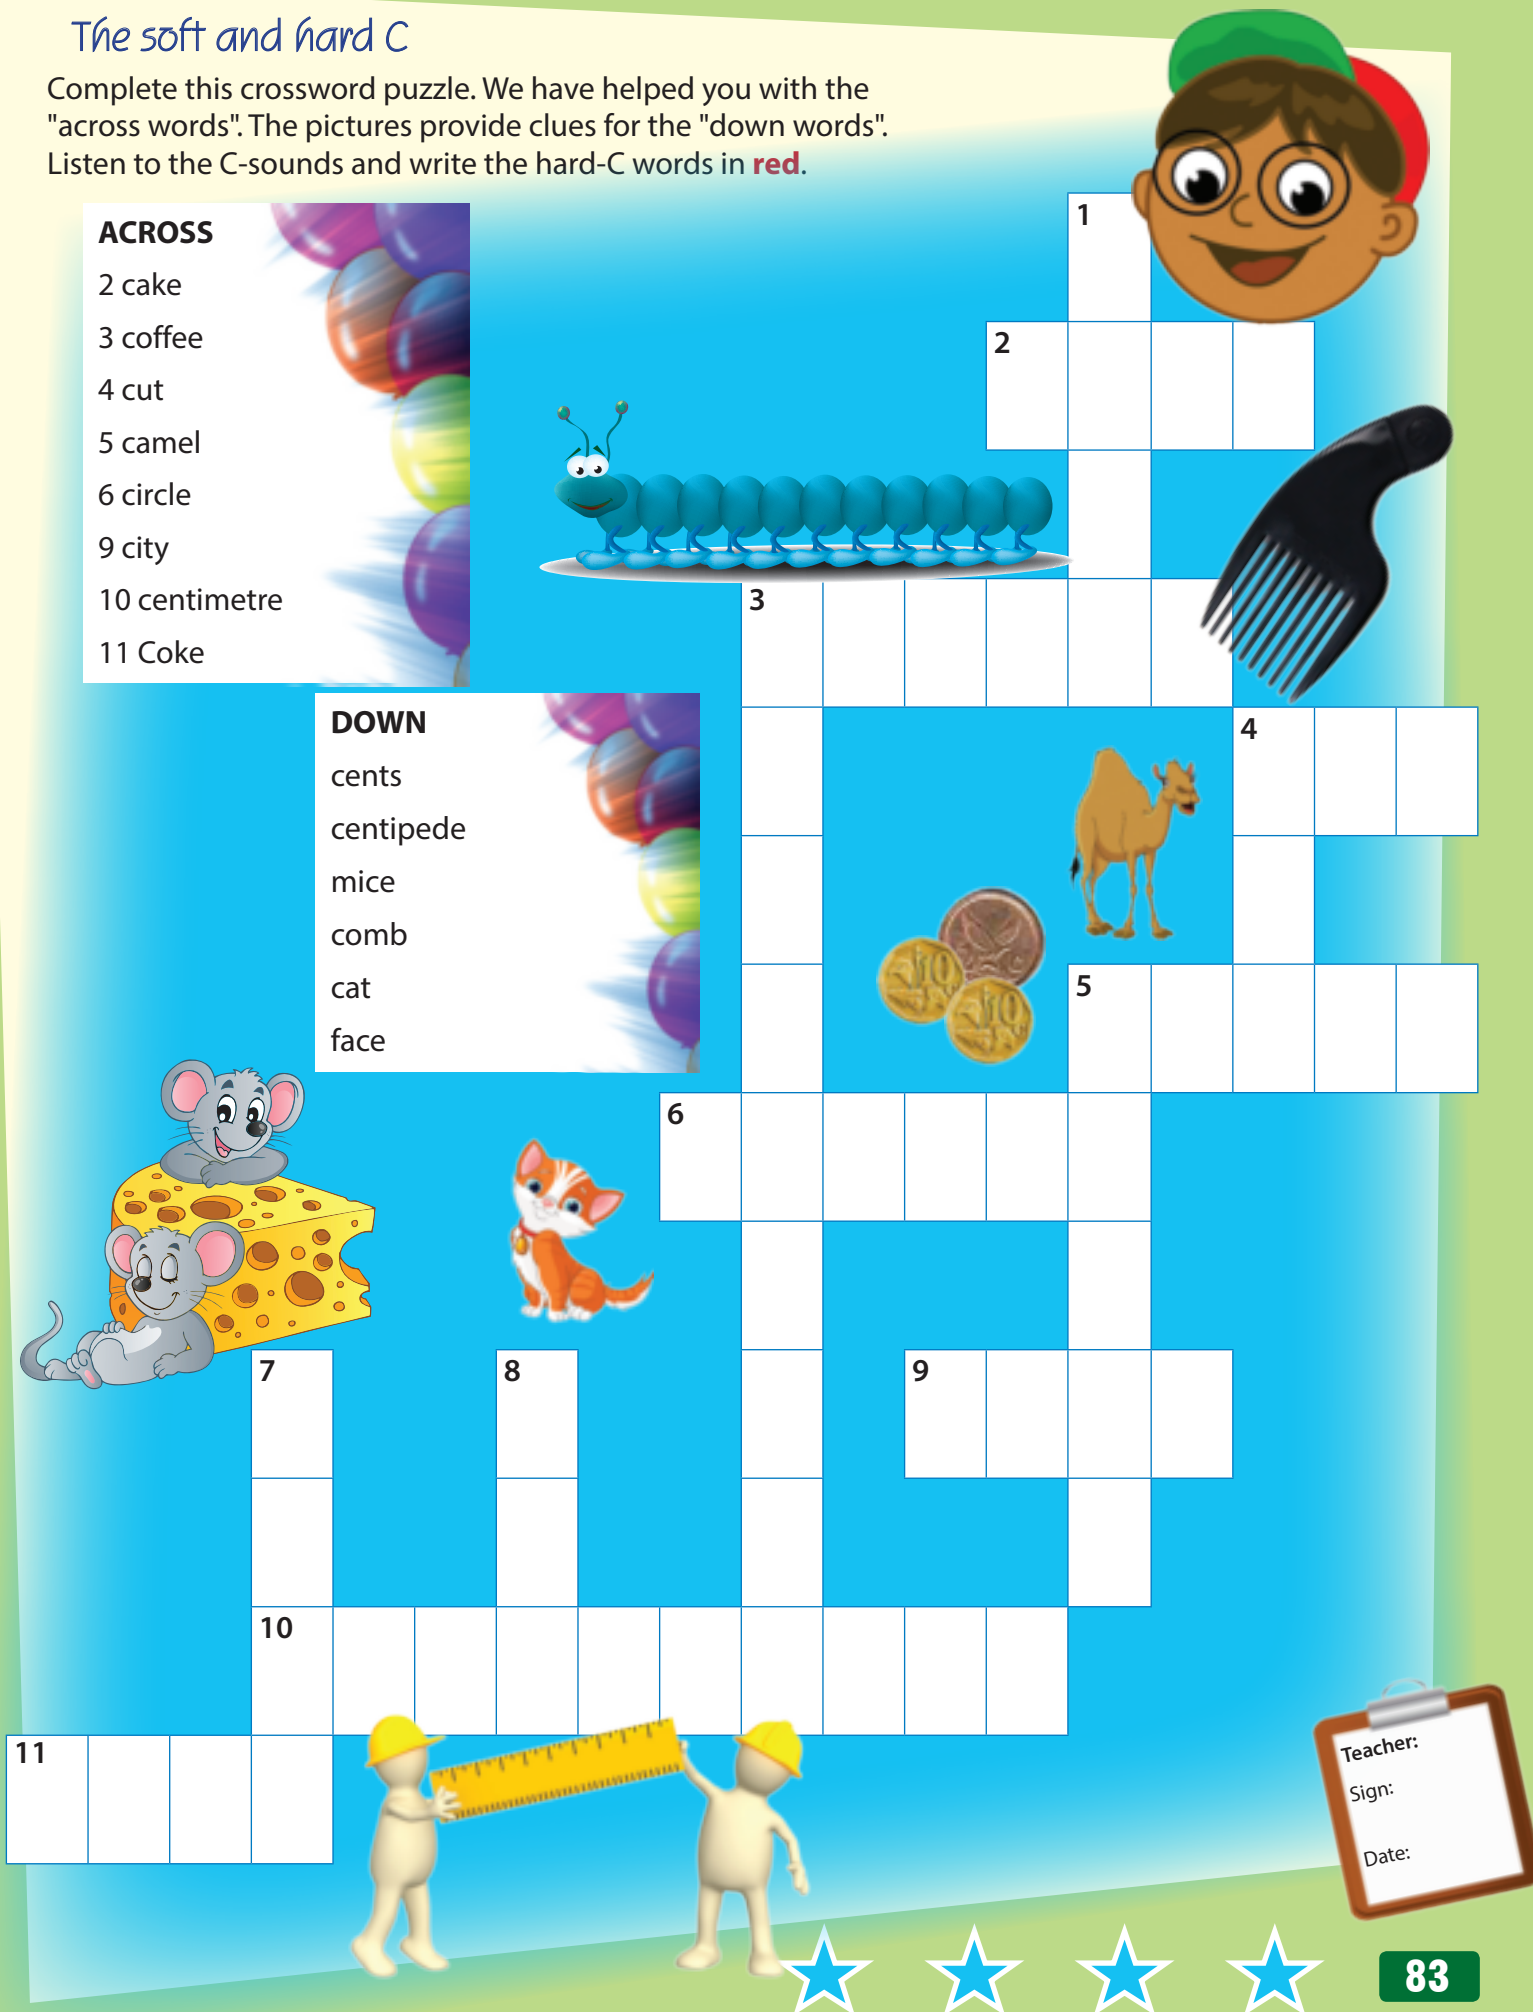 The soft and hard C
Complete this crossword puzzle. We have helped you with the
"across words". The pictures provide clues for the "down words".
Listen to the C-sounds and write the hard-C words in red.
ACROSS
2 cake
3 coffee
4 cut
5 camel
6 circle
9 city
10 centimetre
11 Coke
DOWN
cents
centipede
mice
comb
cat
face
1
2
3
4
10
10
5
6
7
8
9
10
11
Teacher:
Sign:
Date:
83